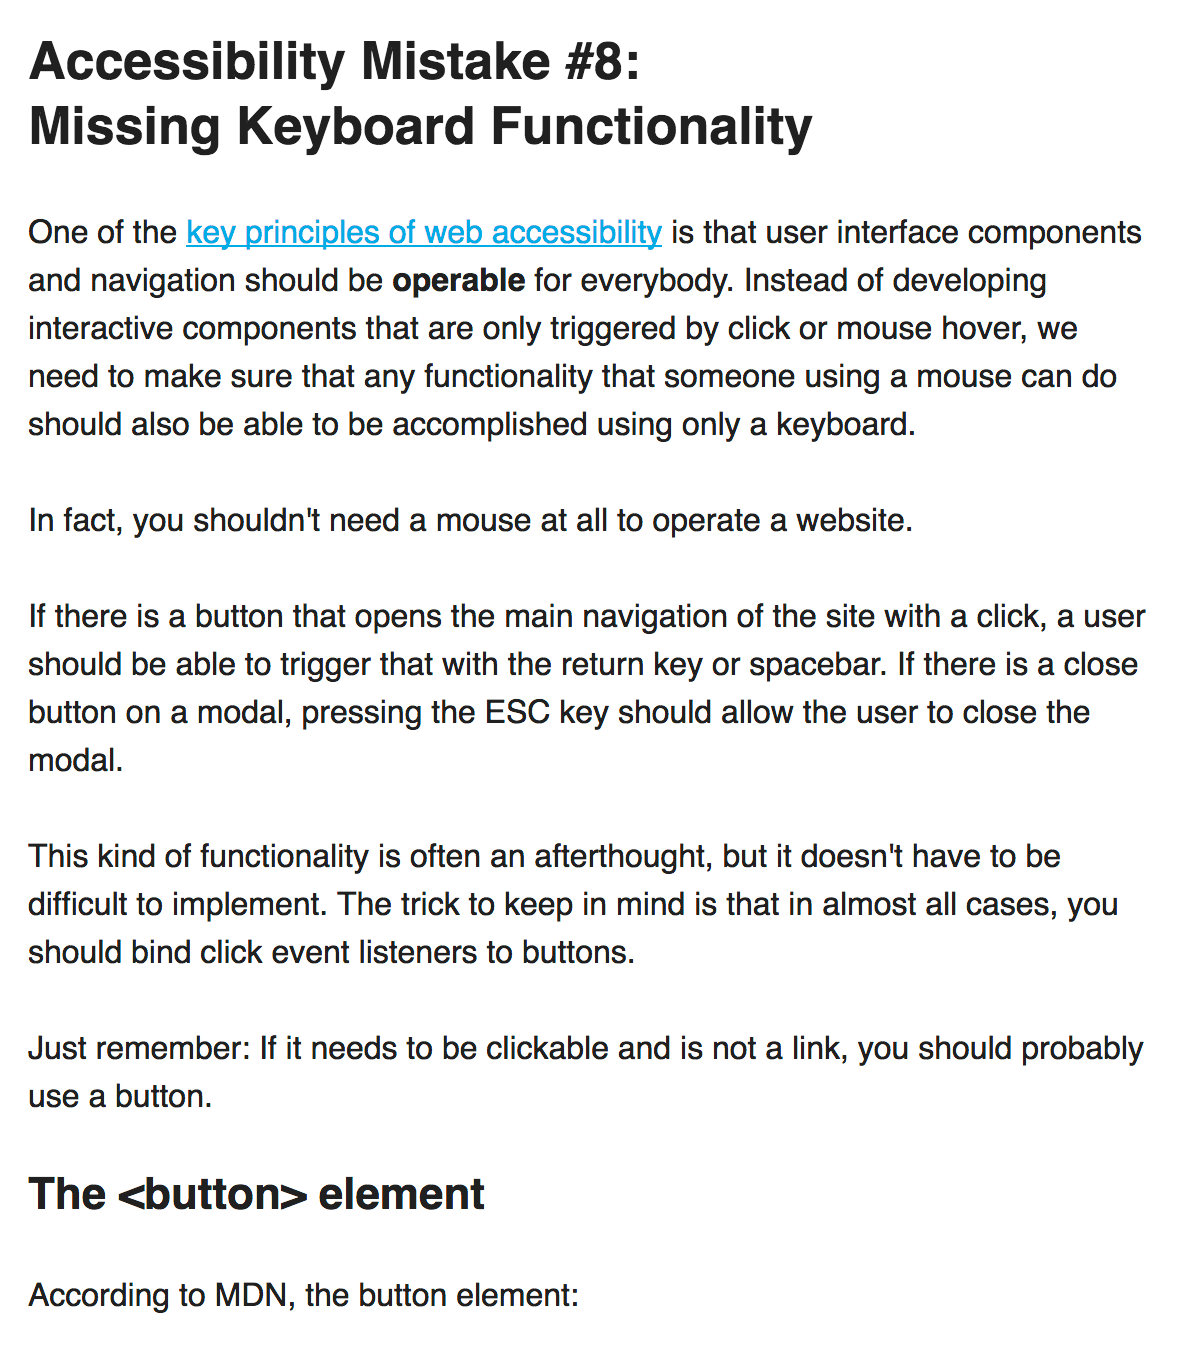 Accessibility Mistake #8:
Missing Keyboard Functionality
One of the key principles of web accessibility is that user interface components
and navigation should be operable for everybody. Instead of developing
interactive components that are only triggered by click or mouse hover, we
need to make sure that any functionality that someone using a mouse can do
should also be able to be accomplished using only a keyboard.
In fact, you shouldn't need a mouse at all to operate a website.
If there is a button that opens the main navigation of the site with a click, a user
should be able to trigger that with the return key or spacebar. If there is a close
button on a modal, pressing the ESC key should allow the user to close the
modal.
This kind of functionality is often an afterthought, but it doesn't have to be
difficult to implement. The trick to keep in mind is that in almost all cases, you
should bind click event listeners to buttons.
Just remember: If it needs to be clickable and is not a link, you should probably
use a button.
The <button> element
According to MDN, the button element: